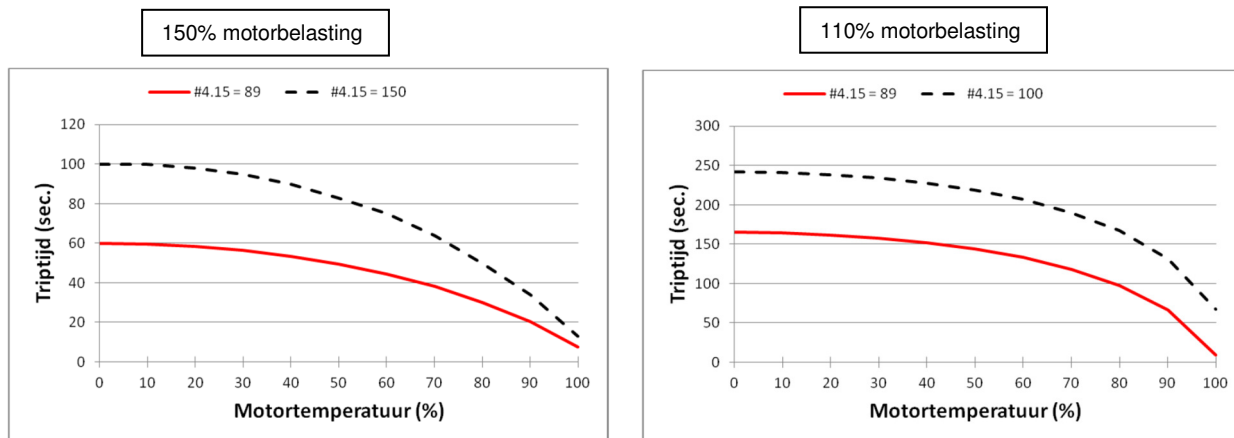 150% motorbelasting
#4.15 = 89 #4.15 = 150
Triptijd (sec.)
120
100
80
60
40
20
0
0 10 20 30 40 50 60 70 80 90 100
Motortemperatuur (%)
110% motorbelasting
#4.15 = 89 #4.15 = 100
Triptijd (sec.)
300
250
200
150
100
50
0
0 10 20 30 40 50 60 70 80 90 100
Motortemperatuur (%)